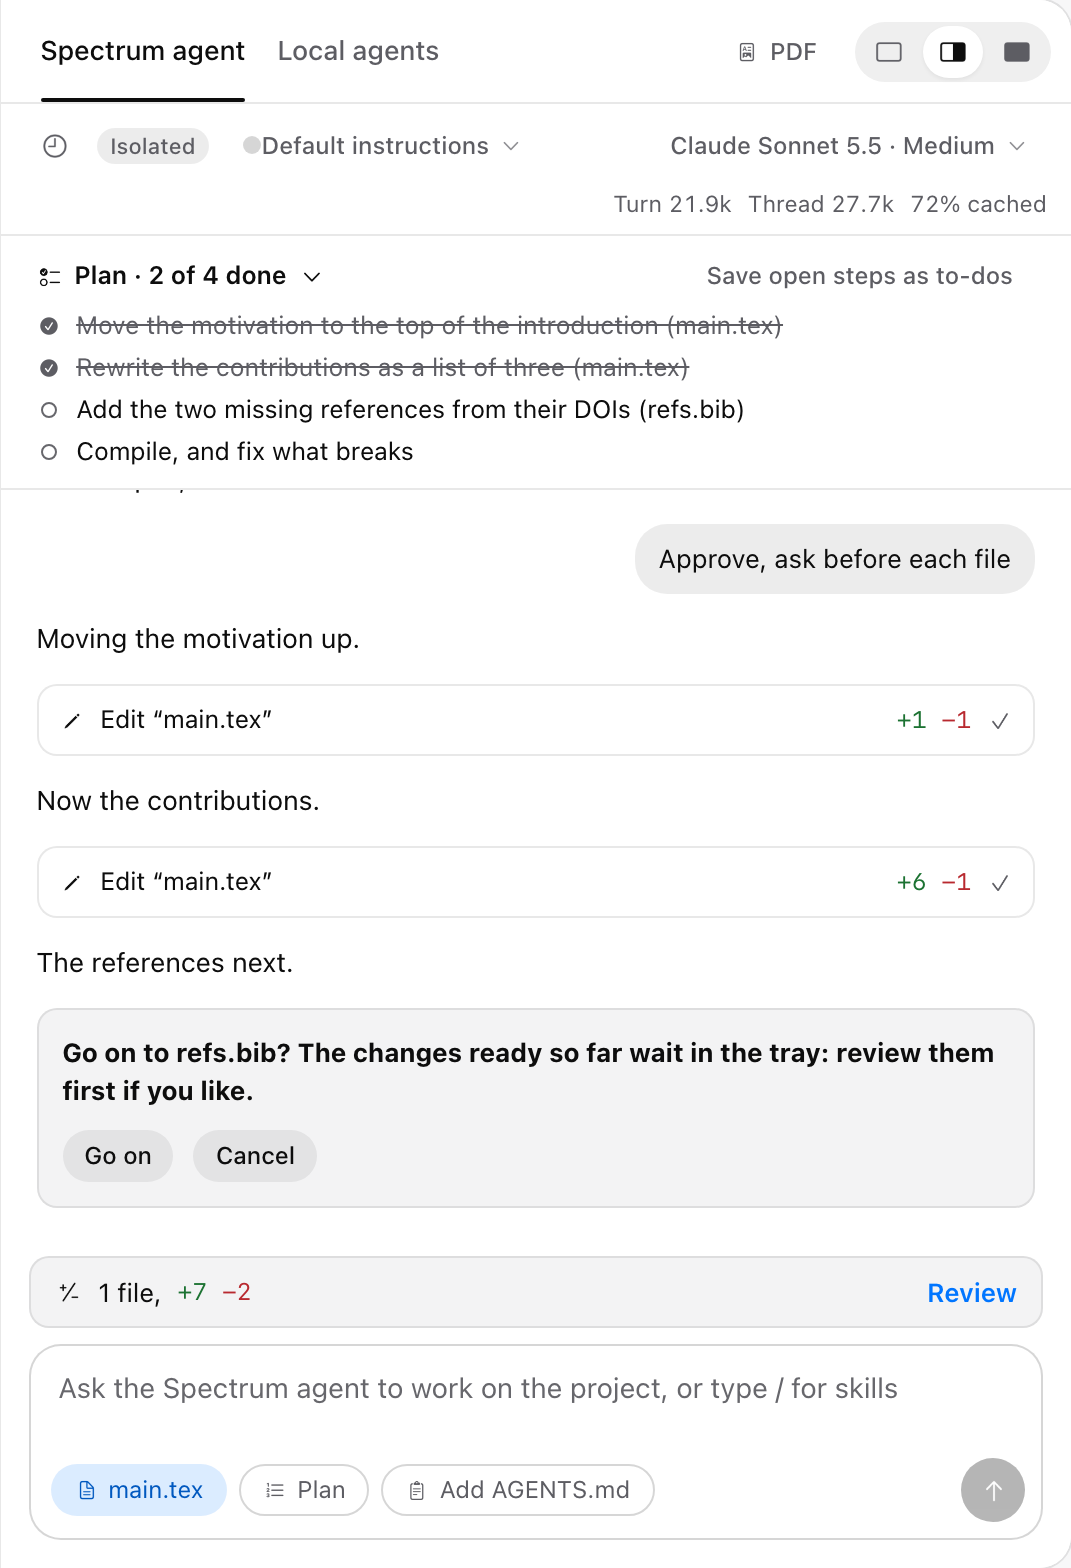 Spectrum agent Local agents PDF
Isolated Default instructions Claude Sonnet 5.5 · Medium
Turn 21.9k Thread 27.7k 72% cached
Plan · 2 of 4 done Save open steps as to-dos
Move the motivation to the top of the introduction (main.tex)
Rewrite the contributions as a list of three (main.tex)
Add the two missing references from their DOIs (refs.bib)
Compile, and fix what breaks
Approve, ask before each file
Moving the motivation up.
Edit “main.tex” +1 −1
Now the contributions.
Edit “main.tex” +6 −1
The references next.
Go on to refs.bib? The changes ready so far wait in the tray: review them
first if you like.
Go on Cancel
1 file, +7 −2 Review
Ask the Spectrum agent to work on the project, or type / for skills
main.tex Plan Add AGENTS.md